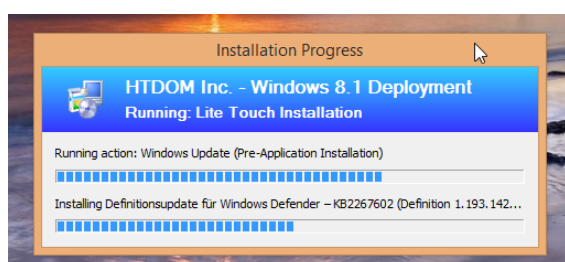 Installation Progress
HTDOM Inc. - Windows 8.1 Deployment
Running: Lite Touch Installation
Running action: Windows Update (Pre-Application Installation)
Installing Definitionsupdate für Windows Defender – KB2267602 (Definition 1.193.142...